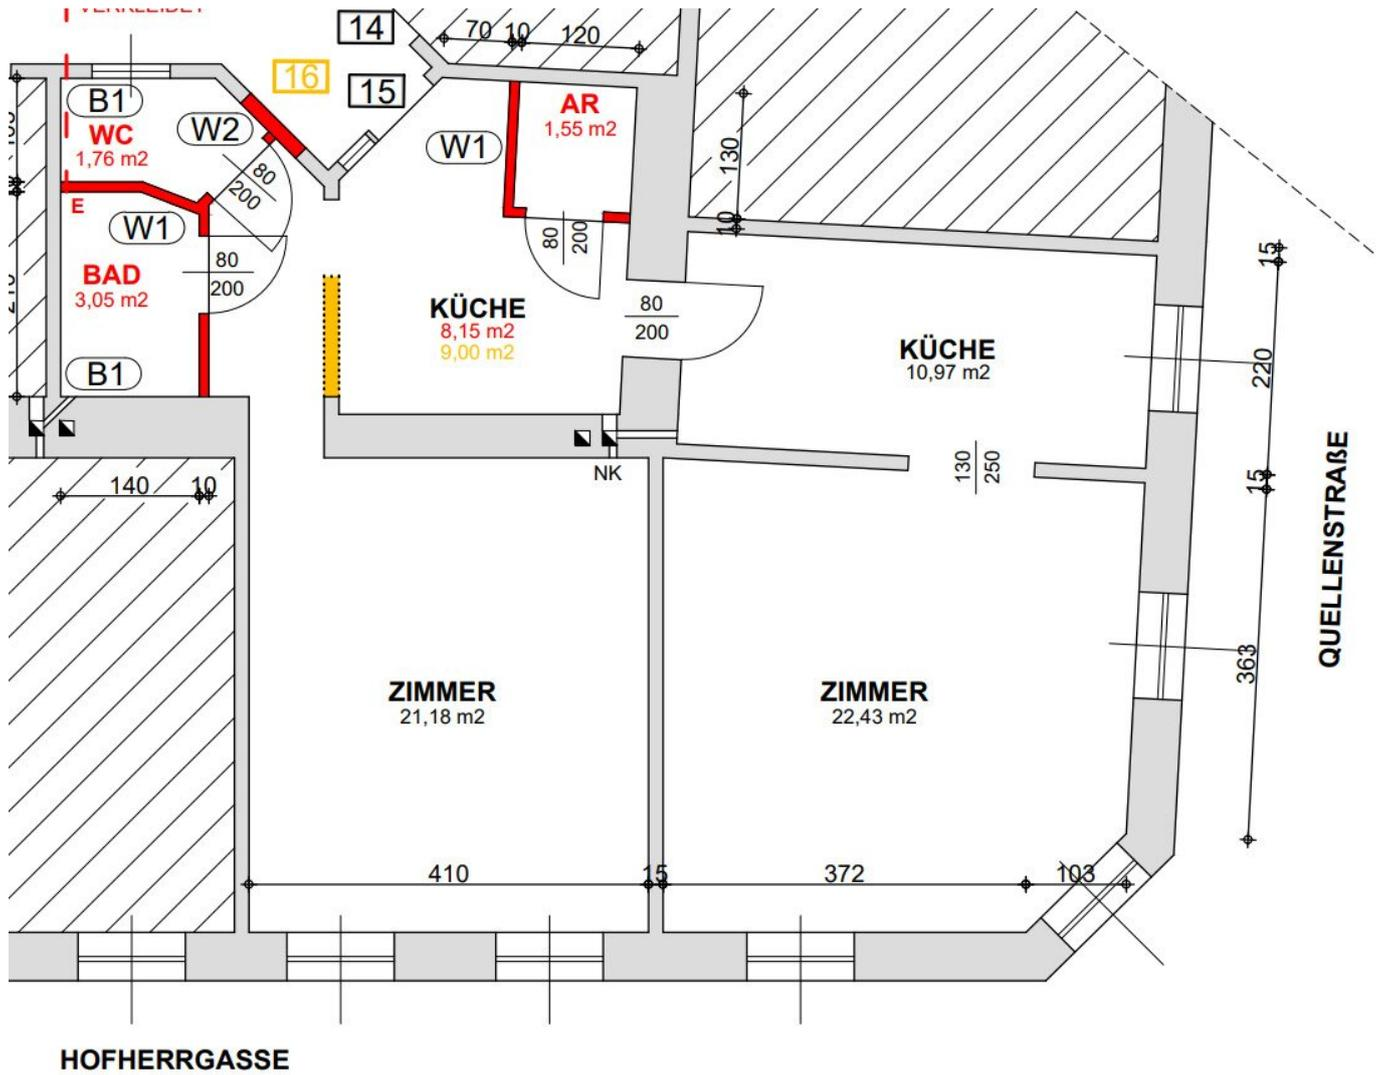 14
70
10
120
16
15
B1
WC
1,76 m2
W2
80
200
W1
AR
1,55 m2
130
10
E
W1
BAD
3,05 m2
80
200
80
200
KÜCHE
8,15 m2
9,00 m2
80
200
KÜCHE
10,97 m2
15
220
B1
130
250
15
NK
140
10
QUELLENSTRAßE
363
ZIMMER
21,18 m2
ZIMMER
22,43 m2
410
15
372
103
HOFHERRGASSE